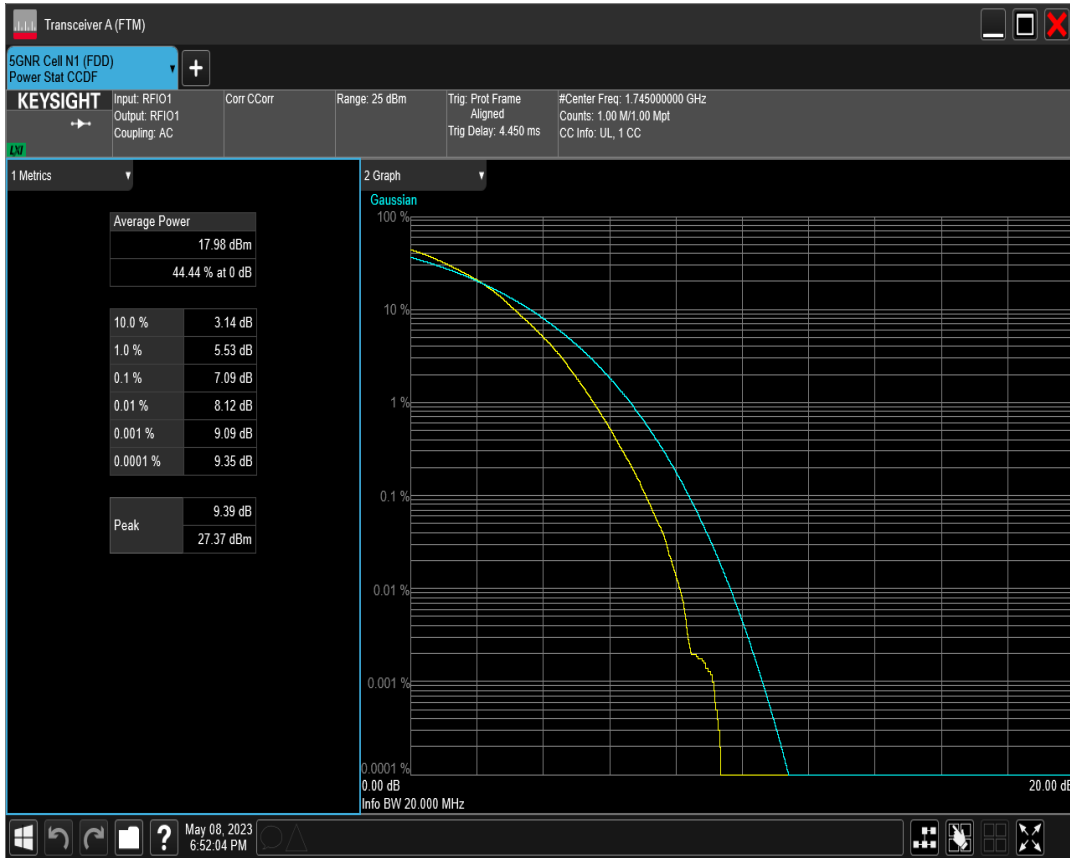 Transceiver A (FTM)
5GNR Cell N1 (FDD)
Power Stat CCDF
KEYSIGHT
LXI
Input: RFIO1
Output: RFIO1
Coupling: AC
Corr CCorr
Range: 25 dBm
Trig: Prot Frame
Aligned
Trig Delay: 4.450 ms
#Center Freq: 1.745000000 GHz
Counts: 1.00 M/1.00 Mpt
CC Info: UL, 1 CC
1 Metrics
Average Power
17.98 dBm
44.44 % at 0 dB
10.0 % 3.14 dB
1.0 % 5.53 dB
0.1 % 7.09 dB
0.01 % 8.12 dB
0.001 % 9.09 dB
0.0001 % 9.35 dB
Peak
9.39 dB
27.37 dBm
2 Graph
Gaussian
100 %
10 %
1 %
0.1 %
0.01 %
0.001 %
0.0001 %
0.00 dB
20.00 dB
Info BW 20.000 MHz
May 08, 2023
6:52:04 PM